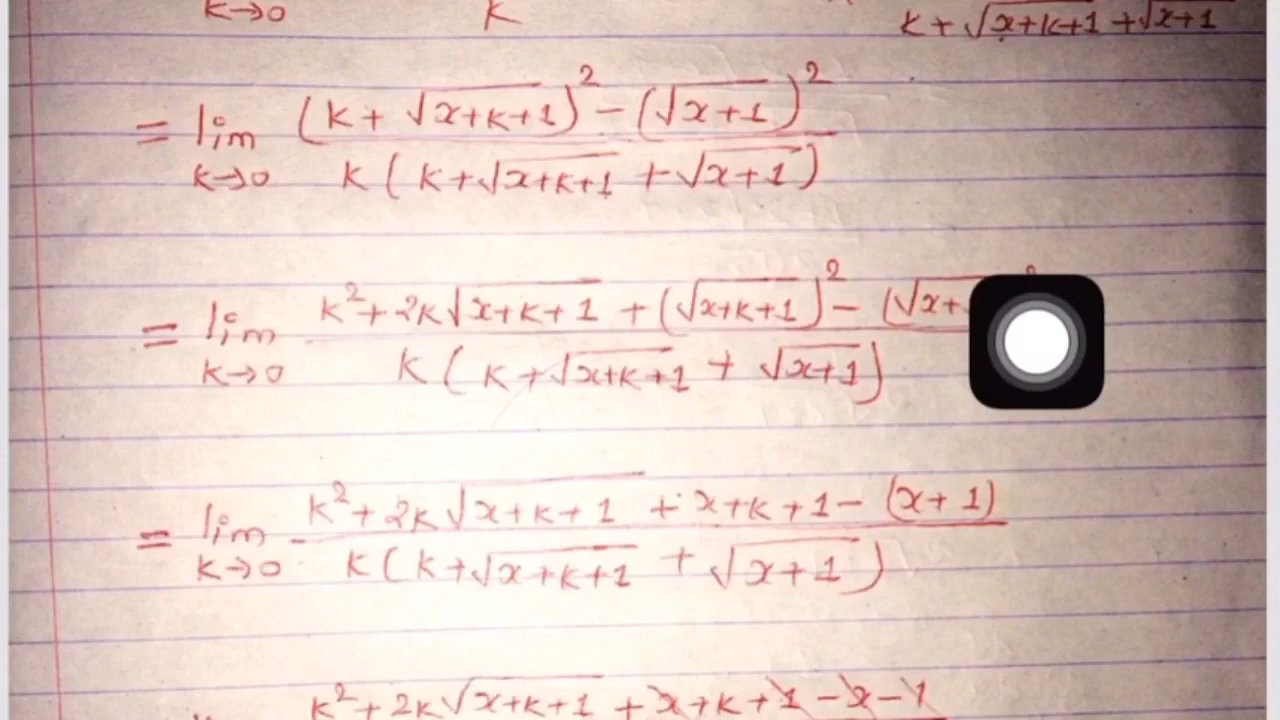 k→0 k k + √x+k+1 + √x+1
= lim (k + √x+k+1)² − (√x+1)²
k→0 k ( k+√x+k+1 + √x+1 )
= lim k² + 2k√x+k+1 + (√x+k+1)² − (√x+
k→0 k ( k + √x+k+1 + √x+1 )
= lim k² + 2k√x+k+1 + x+k+1 − (x+1)
k→0 k ( k+√x+k+1 + √x+1 )
k² + 2k√x+k+1 + x+k+1 − x − 1